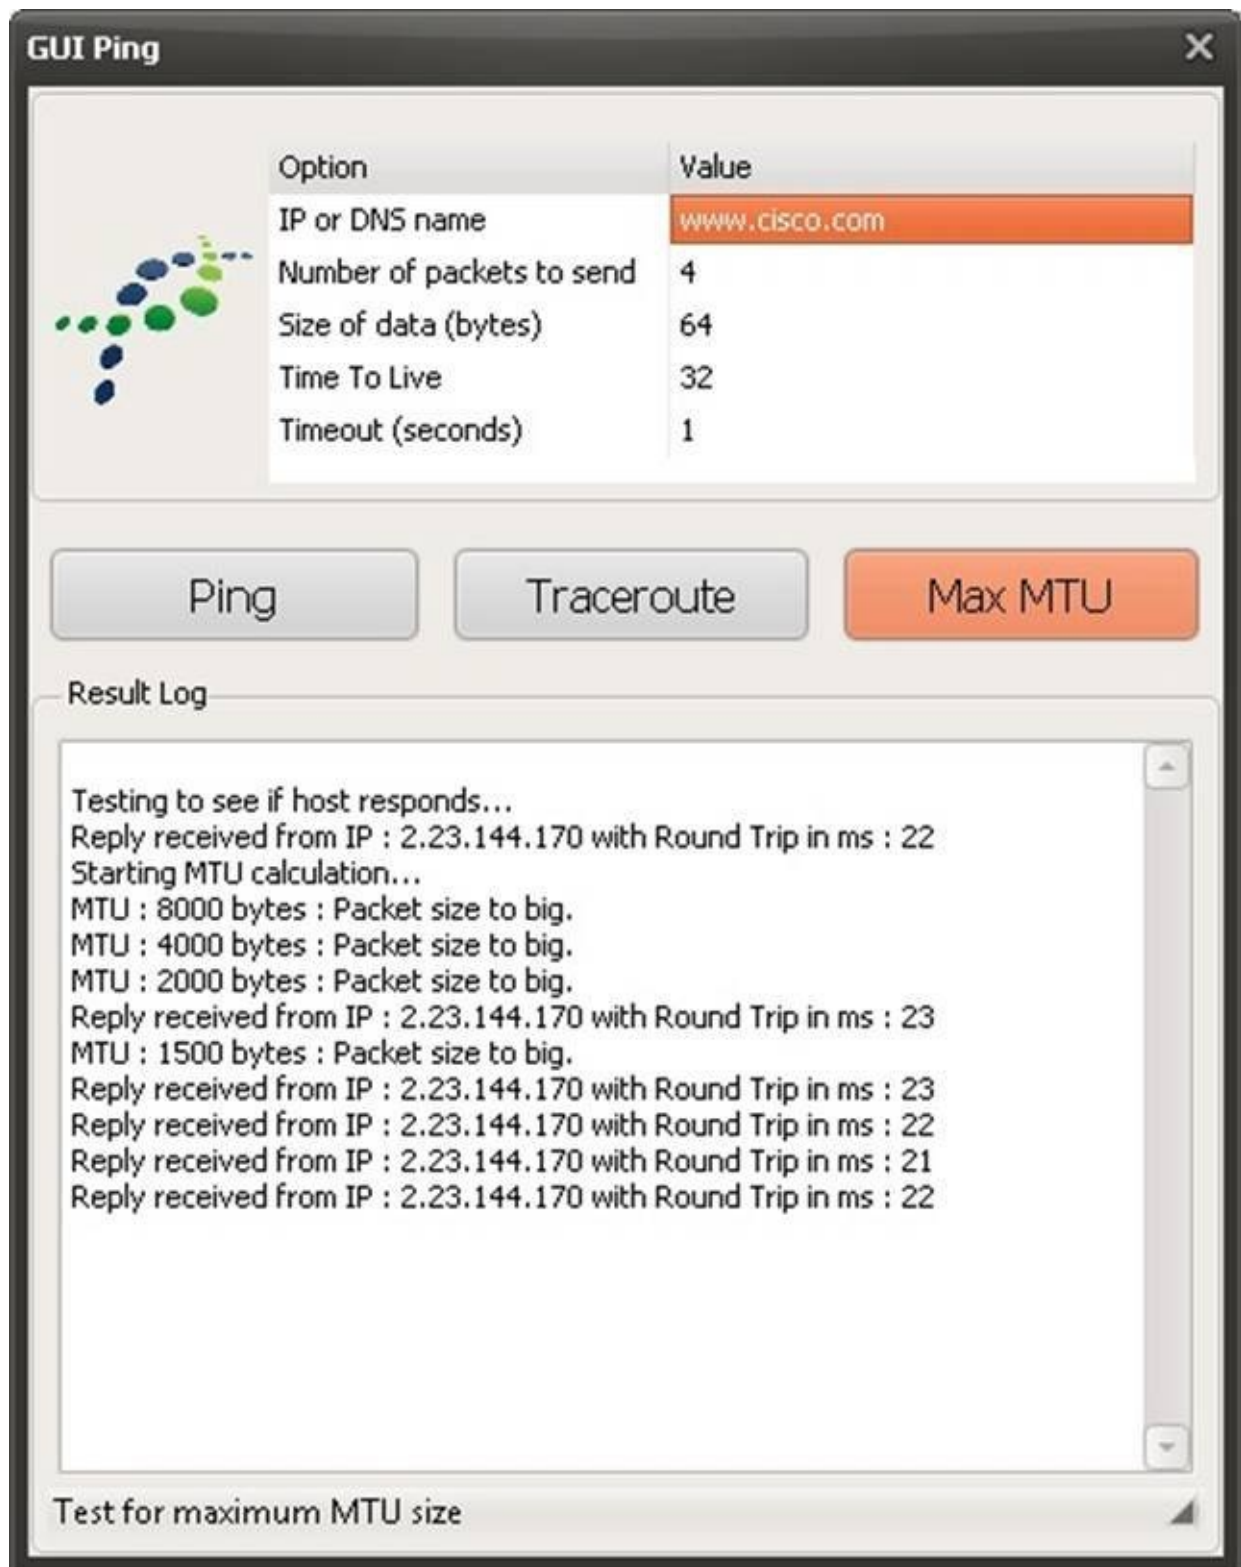 GUI Ping
Option Value
IP or DNS name www.cisco.com
Number of packets to send 4
Size of data (bytes) 64
Time To Live 32
Timeout (seconds) 1
Ping Traceroute Max MTU
Result Log
Testing to see if host responds...
Reply received from IP : 2.23.144.170 with Round Trip in ms : 22
Starting MTU calculation...
MTU : 8000 bytes : Packet size to big.
MTU : 4000 bytes : Packet size to big.
MTU : 2000 bytes : Packet size to big.
Reply received from IP : 2.23.144.170 with Round Trip in ms : 23
MTU : 1500 bytes : Packet size to big.
Reply received from IP : 2.23.144.170 with Round Trip in ms : 23
Reply received from IP : 2.23.144.170 with Round Trip in ms : 22
Reply received from IP : 2.23.144.170 with Round Trip in ms : 21
Reply received from IP : 2.23.144.170 with Round Trip in ms : 22
Test for maximum MTU size